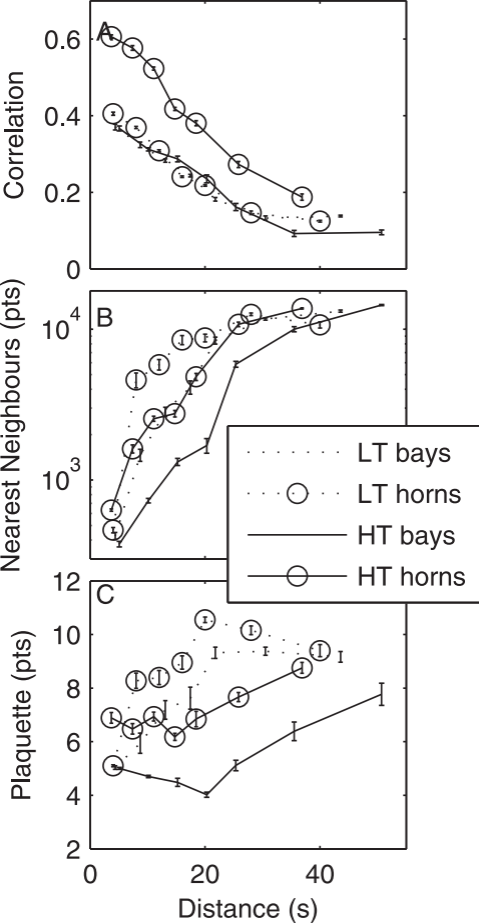 A
0.6
0.4
0.2
0
Correlation
B
10^4
10^3
Nearest Neighbours (pts)
LT bays
LT horns
HT bays
HT horns
C
12
10
8
6
4
2
Plaquette (pts)
0 20 40
Distance (s)